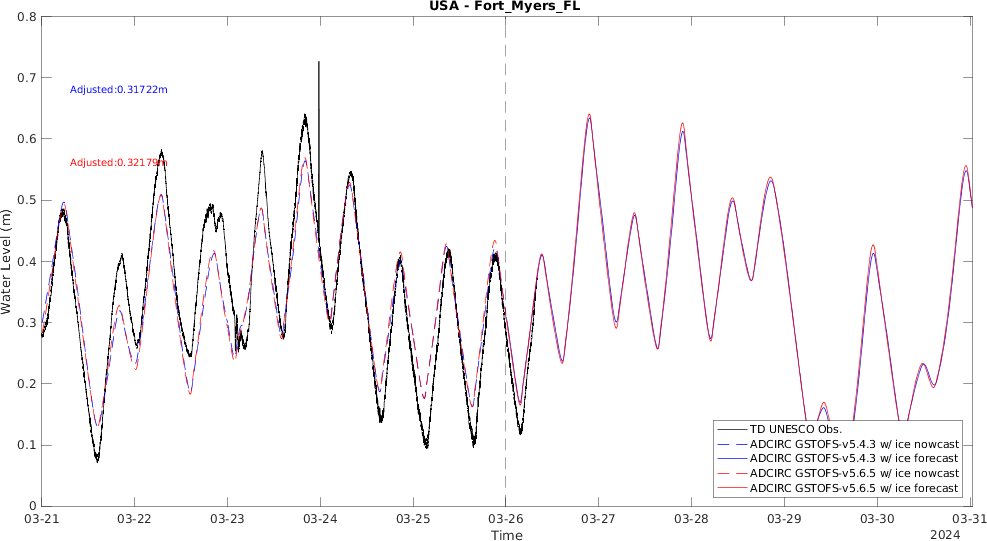 USA - Fort_Myers_FL
0.8
0.7
0.6
0.5
0.4
0.3
0.2
0.1
0
Water Level (m)
Adjusted:0.31722m
Adjusted:0.32179m
TD UNESCO Obs.
ADCIRC GSTOFS-v5.4.3 w/ ice nowcast
ADCIRC GSTOFS-v5.4.3 w/ ice forecast
ADCIRC GSTOFS-v5.6.5 w/ ice nowcast
ADCIRC GSTOFS-v5.6.5 w/ ice forecast
03-21 03-22 03-23 03-24 03-25 03-26 03-27 03-28 03-29 03-30 03-31
Time
2024